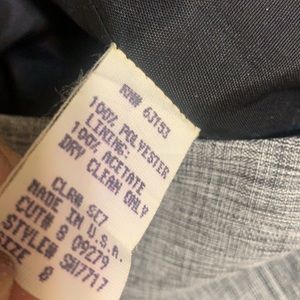 RN# 63153
100% POLYESTER
LINING:
100% ACETATE
DRY CLEAN ONLY
CLR# SC7
MADE IN U.S.A.
CUT# 8 09279
STYLE# SH7717
SIZE 8